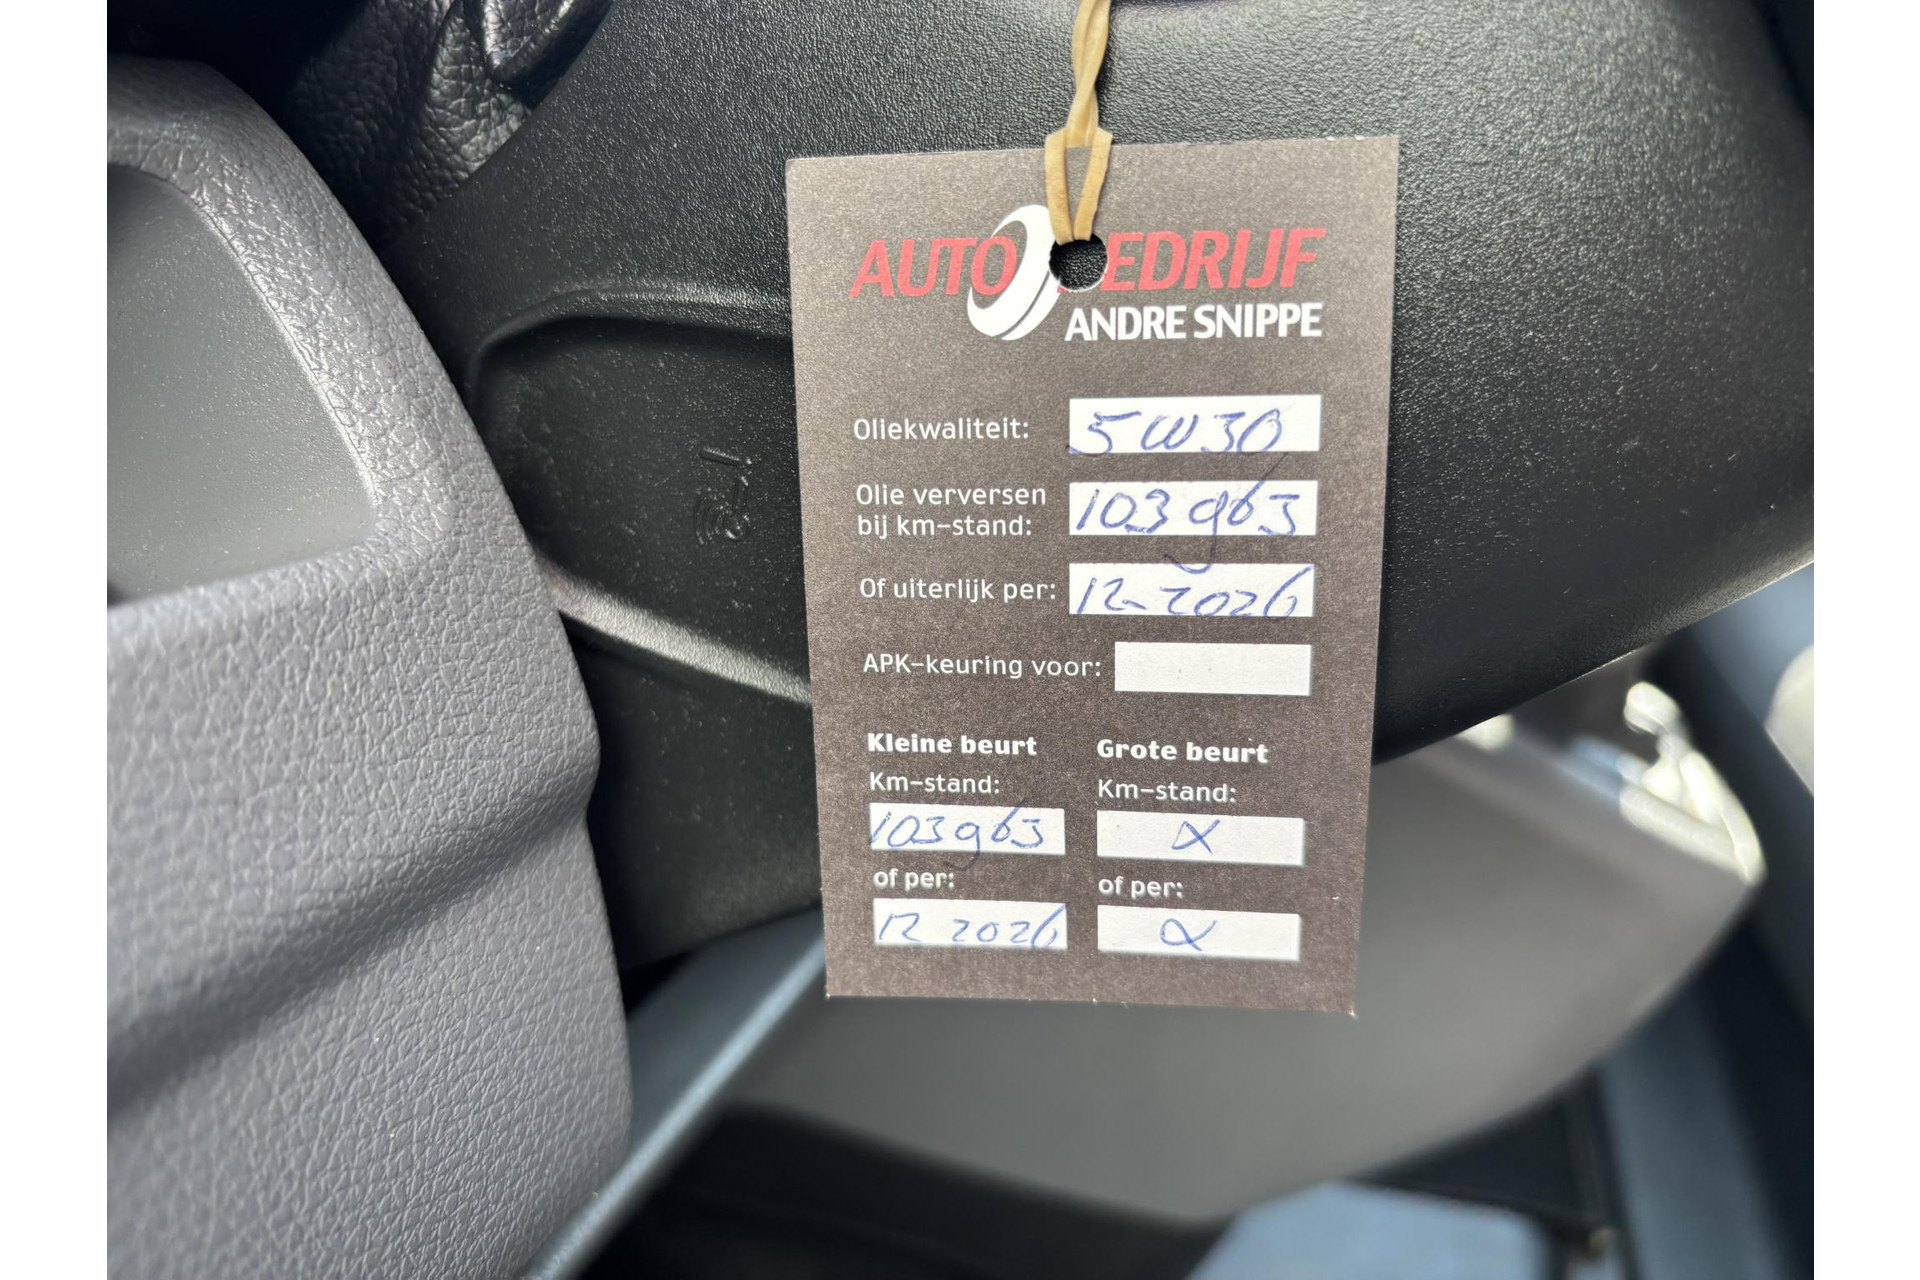 AUTOBEDRIJF
ANDRE SNIPPE
Oliekwaliteit: 5W30
Olie verversen
bij km-stand: 103963
Of uiterlijk per: 12-2026
APK-keuring voor:
Kleine beurt Grote beurt
Km-stand: Km-stand:
103963 X
of per: of per:
12 2026 X